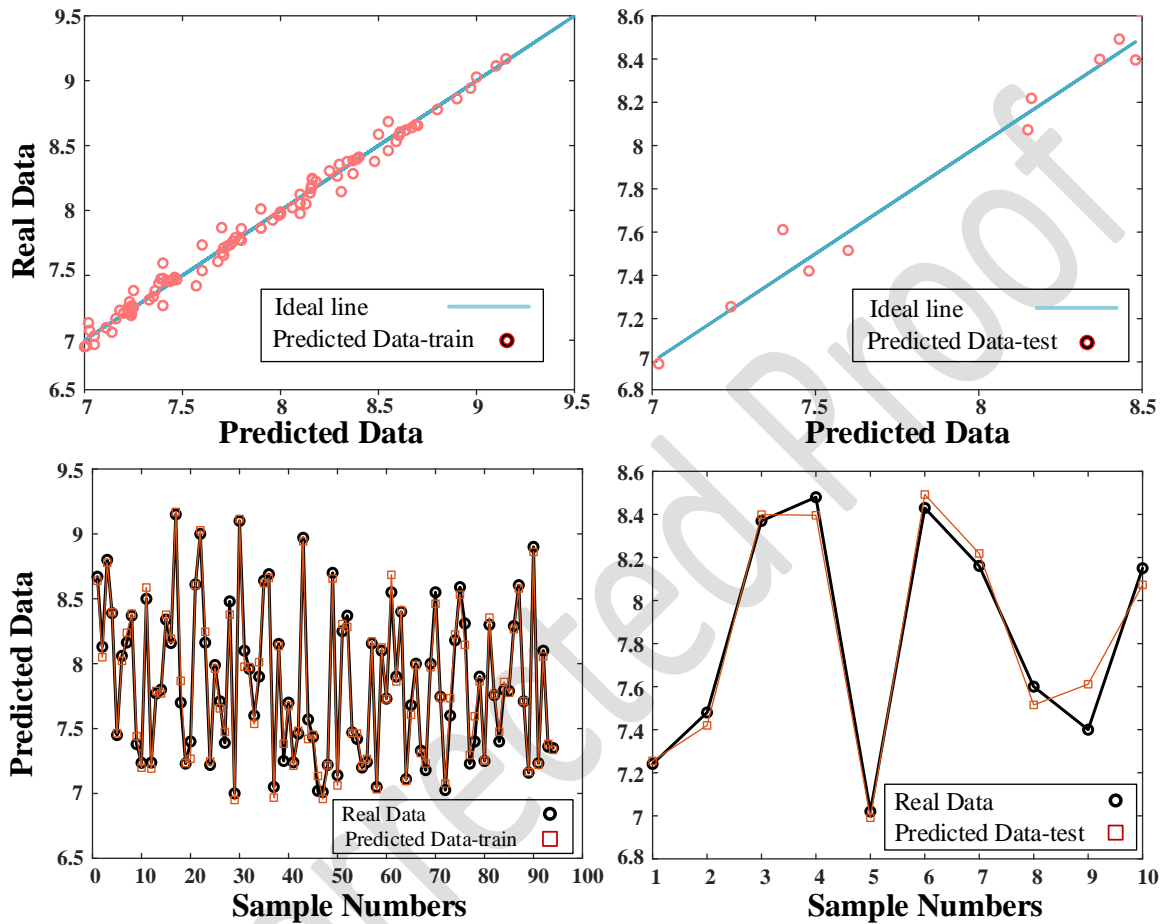 9.5
9
8.5
8
7.5
7
6.5
7 7.5 8 8.5 9 9.5
Real Data
Predicted Data
Ideal line
Predicted Data-train
8.6
8.4
8.2
8
7.8
7.6
7.4
7.2
7
6.8
7 7.5 8 8.5
Predicted Data
Ideal line
Predicted Data-test
9.5
9
8.5
8
7.5
7
6.5
0 10 20 30 40 50 60 70 80 90 100
Predicted Data
Sample Numbers
Real Data
Predicted Data-train
8.6
8.4
8.2
8
7.8
7.6
7.4
7.2
7
6.8
1 2 3 4 5 6 7 8 9 10
Sample Numbers
Real Data
Predicted Data-test
rrected Proof